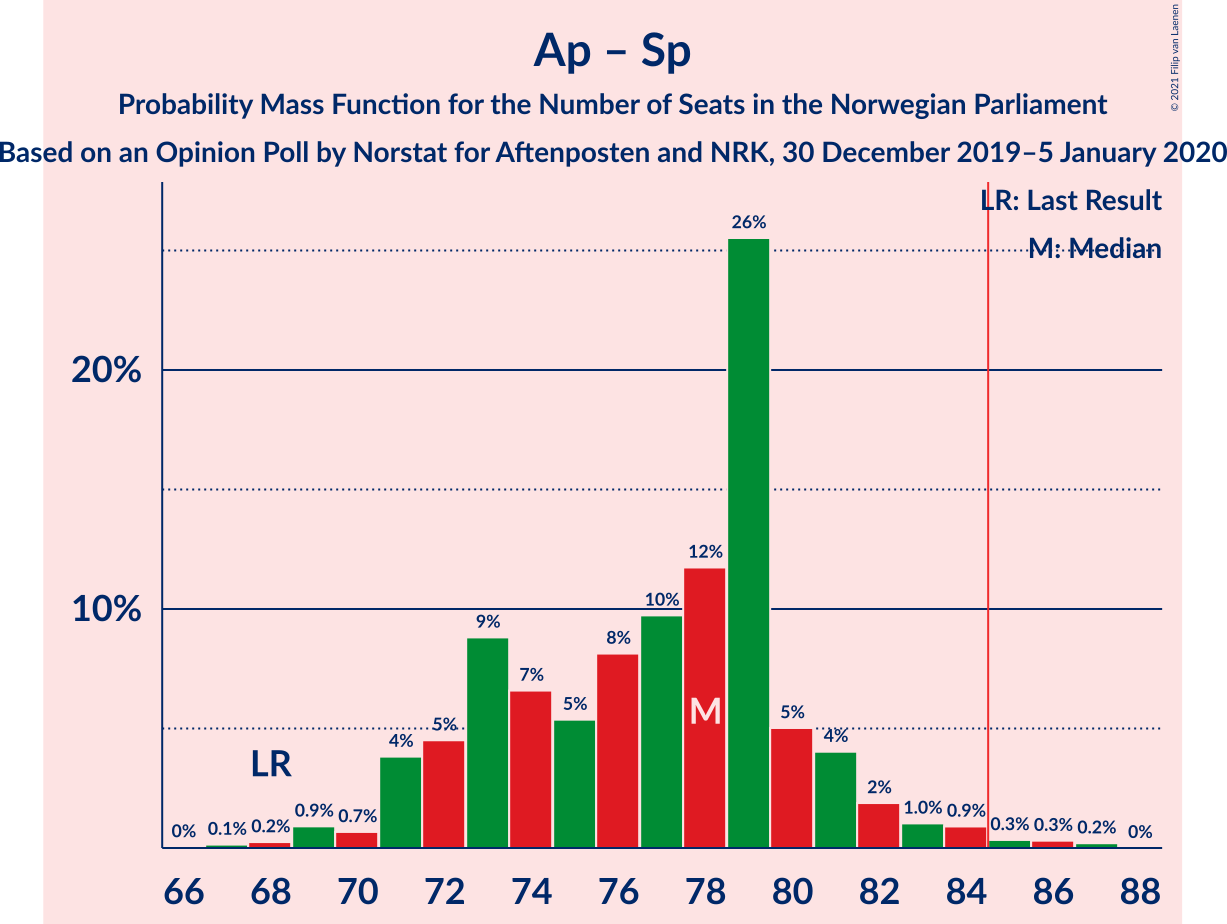 Ap – Sp
Probability Mass Function for the Number of Seats in the Norwegian Parliament
Based on an Opinion Poll by Norstat for Aftenposten and NRK, 30 December 2019–5 January 2020
© 2021 Filip van Laenen
LR: Last Result
M: Median
20%
10%
0% 0.1% 0.2% 0.9% 0.7% 4% 5% 9% 7% 5% 8% 10% 12% 26% 5% 4% 2% 1.0% 0.9% 0.3% 0.3% 0.2% 0%
LR
M
66 68 70 72 74 76 78 80 82 84 86 88